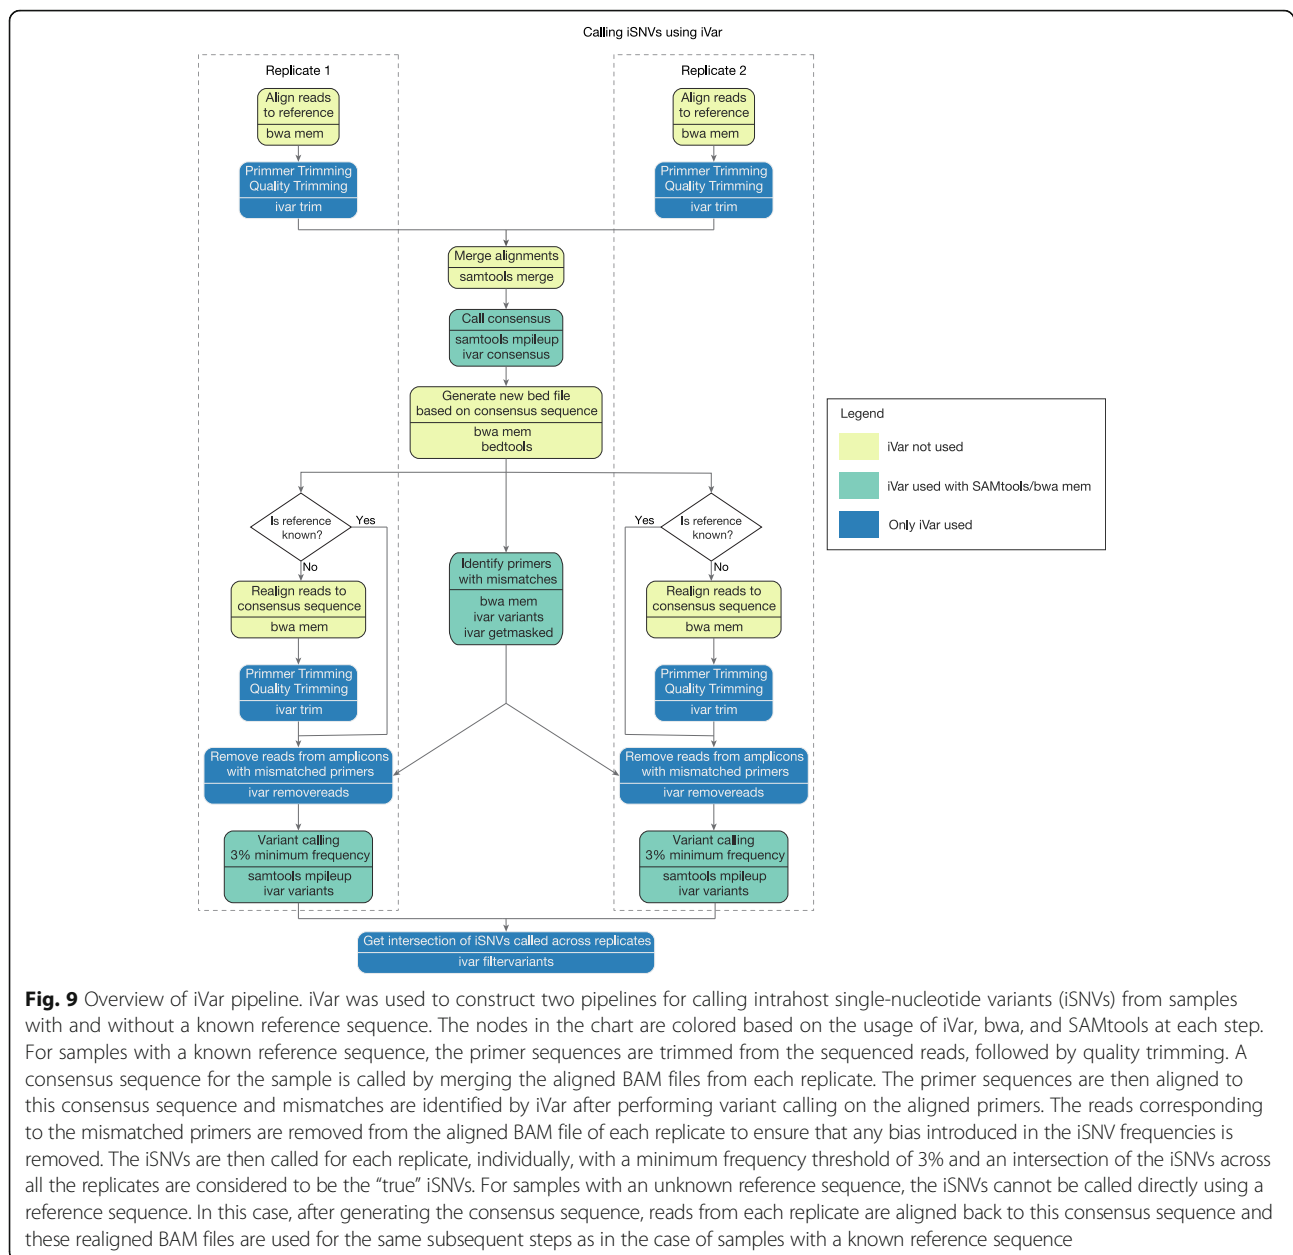 Calling iSNVs using iVar
Replicate 1
Replicate 2
Align reads
to reference
bwa mem
Align reads
to reference
bwa mem
Primmer Trimming
Quality Trimming
ivar trim
Primmer Trimming
Quality Trimming
ivar trim
Merge alignments
samtools merge
Call consensus
samtools mpileup
ivar consensus
Generate new bed file
based on consensus sequence
bwa mem
bedtools
Legend
iVar not used
iVar used with SAMtools/bwa mem
Only iVar used
Is reference
known?
Yes
No
Yes
Is reference
known?
No
Identify primers
with mismatches
bwa mem
ivar variants
ivar getmasked
Realign reads to
consensus sequence
bwa mem
Realign reads to
consensus sequence
bwa mem
Primmer Trimming
Quality Trimming
ivar trim
Primmer Trimming
Quality Trimming
ivar trim
Remove reads from amplicons
with mismatched primers
ivar removereads
Remove reads from amplicons
with mismatched primers
ivar removereads
Variant calling
3% minimum frequency
samtools mpileup
ivar variants
Variant calling
3% minimum frequency
samtools mpileup
ivar variants
Get intersection of iSNVs called across replicates
ivar filtervariants
Fig. 9 Overview of iVar pipeline. iVar was used to construct two pipelines for calling intrahost single-nucleotide variants (iSNVs) from samples
with and without a known reference sequence. The nodes in the chart are colored based on the usage of iVar, bwa, and SAMtools at each step.
For samples with a known reference sequence, the primer sequences are trimmed from the sequenced reads, followed by quality trimming. A
consensus sequence for the sample is called by merging the aligned BAM files from each replicate. The primer sequences are then aligned to
this consensus sequence and mismatches are identified by iVar after performing variant calling on the aligned primers. The reads corresponding
to the mismatched primers are removed from the aligned BAM file of each replicate to ensure that any bias introduced in the iSNV frequencies is
removed. The iSNVs are then called for each replicate, individually, with a minimum frequency threshold of 3% and an intersection of the iSNVs across
all the replicates are considered to be the “true” iSNVs. For samples with an unknown reference sequence, the iSNVs cannot be called directly using a
reference sequence. In this case, after generating the consensus sequence, reads from each replicate are aligned back to this consensus sequence and
these realigned BAM files are used for the same subsequent steps as in the case of samples with a known reference sequence